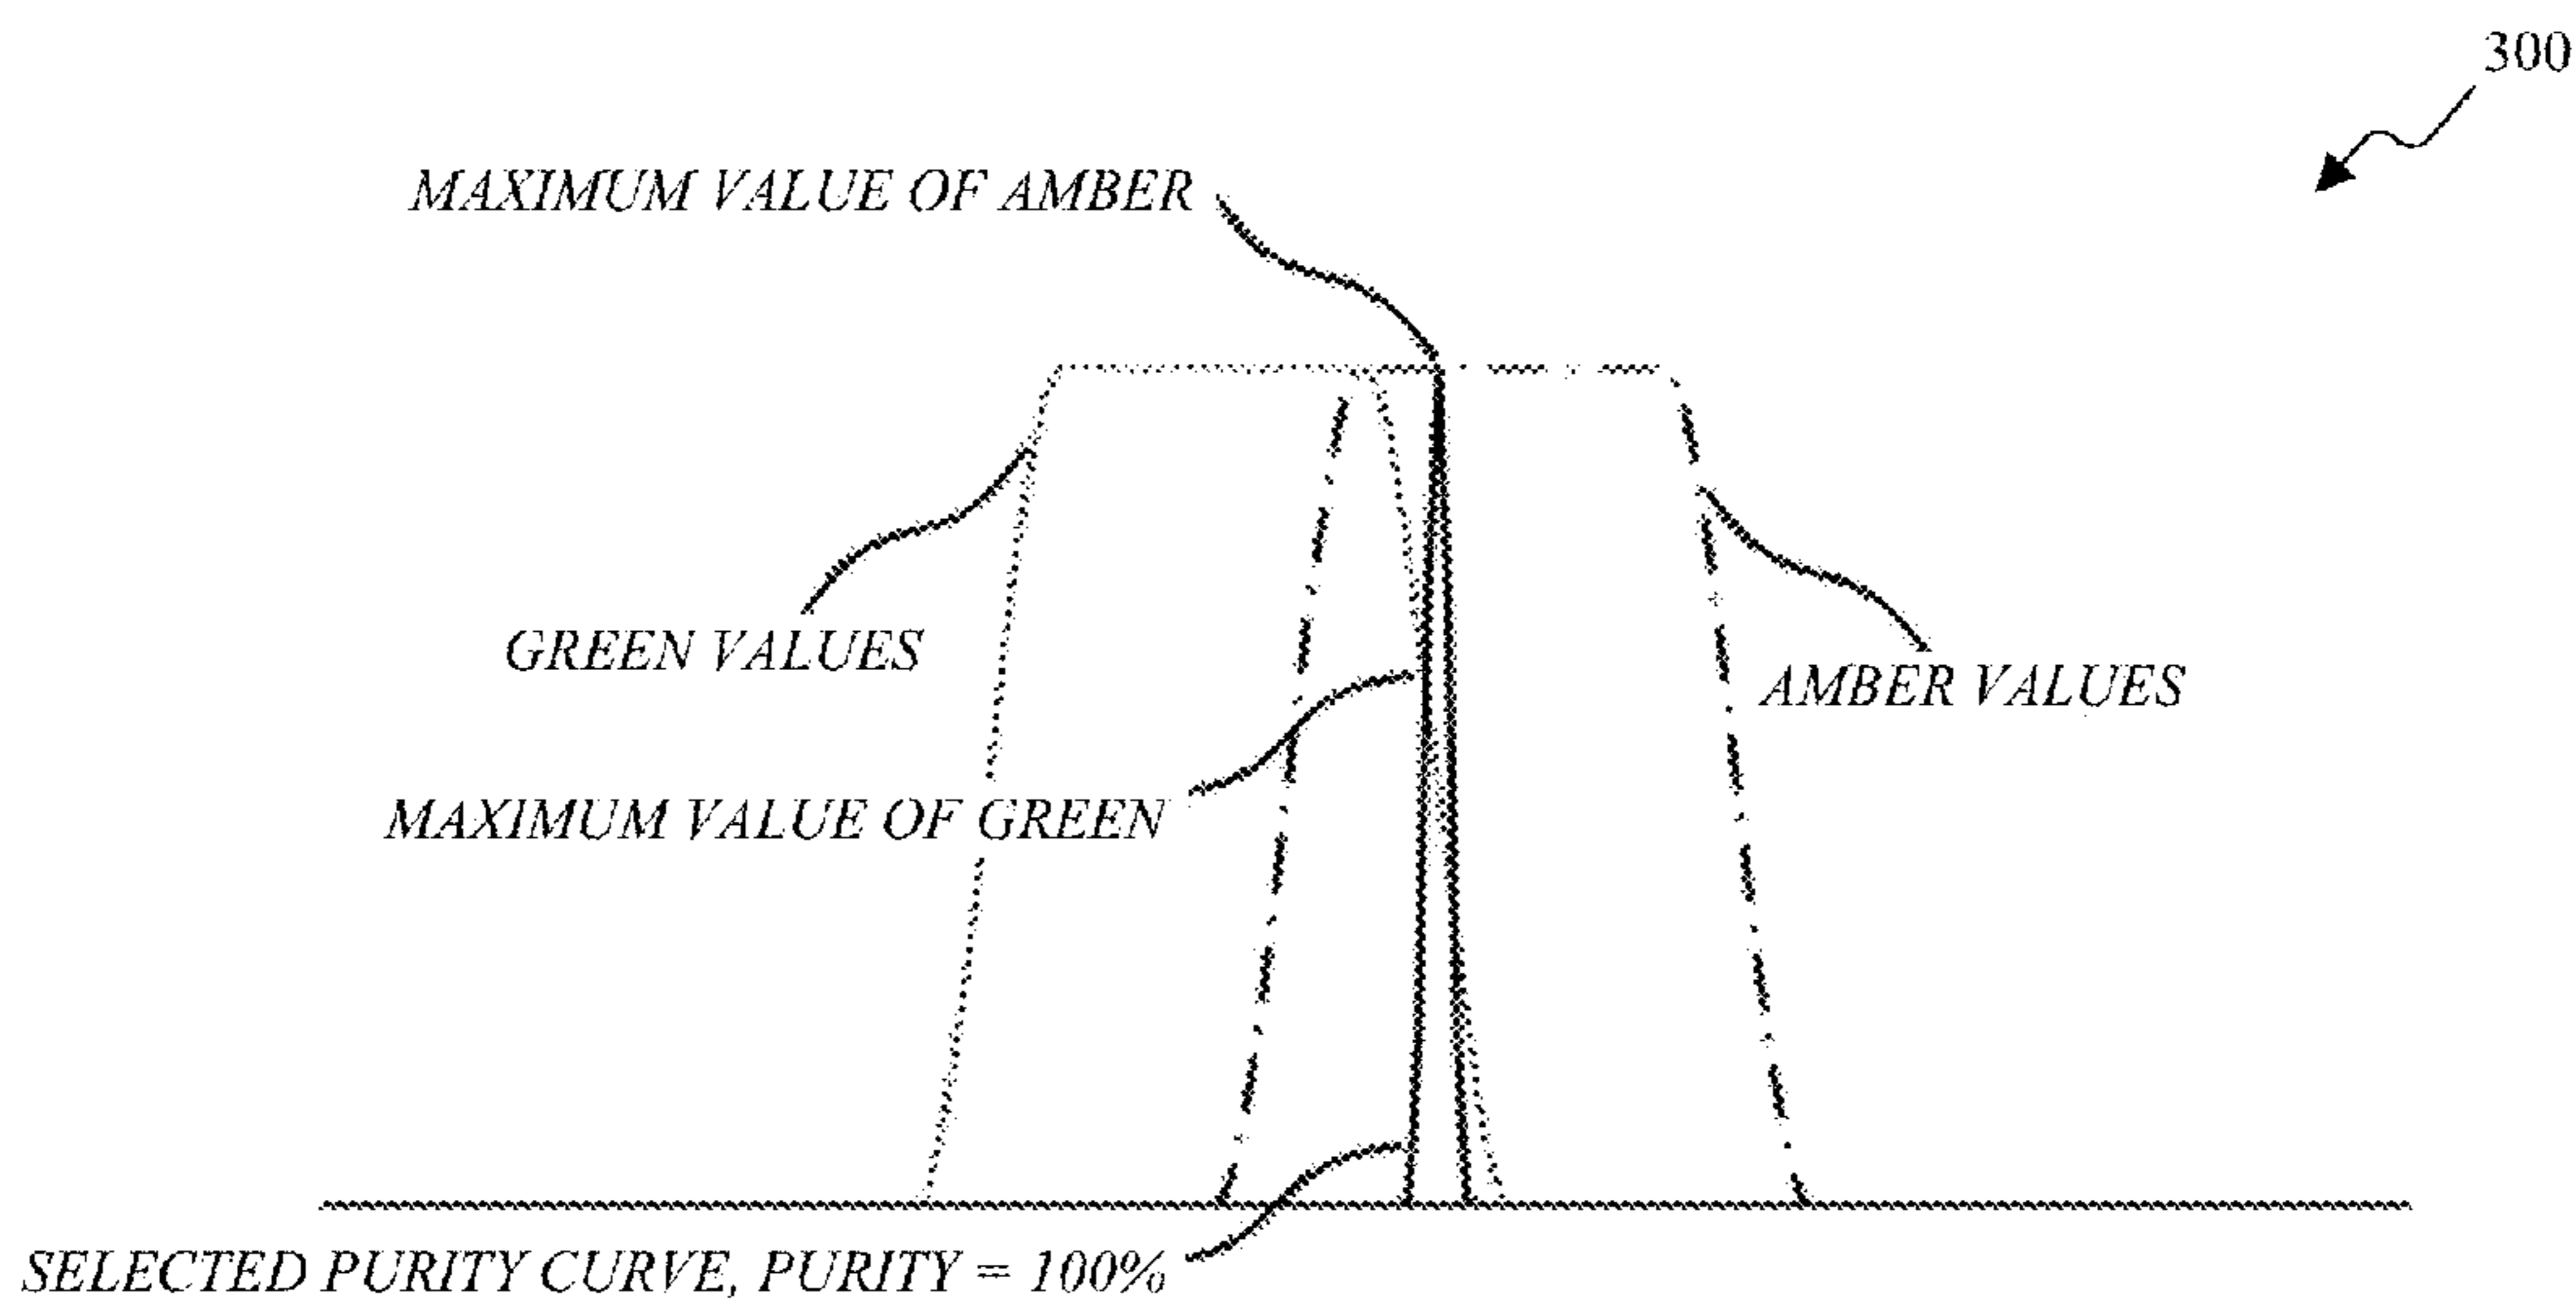 300
MAXIMUM VALUE OF AMBER
GREEN VALUES
AMBER VALUES
MAXIMUM VALUE OF GREEN
SELECTED PURITY CURVE, PURITY = 100%